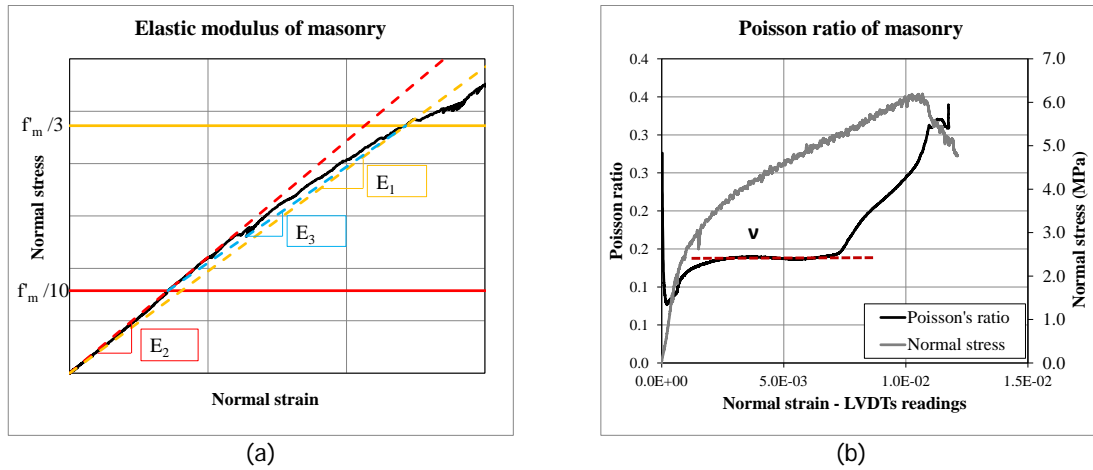 Elastic modulus of masonry
Normal stress
f'm /3
f'm /10
E1
E3
E2
Normal strain
(a)
Poisson ratio of masonry
Poisson ratio
0.4
0.4
0.3
0.3
0.2
0.2
0.1
0.1
0.0
7.0
6.0
5.0
4.0
3.0
2.0
1.0
0.0
Normal stress (MPa)
ν
Poisson's ratio
Normal stress
0.0E+00 5.0E-03 1.0E-02 1.5E-02
Normal strain - LVDTs readings
(b)